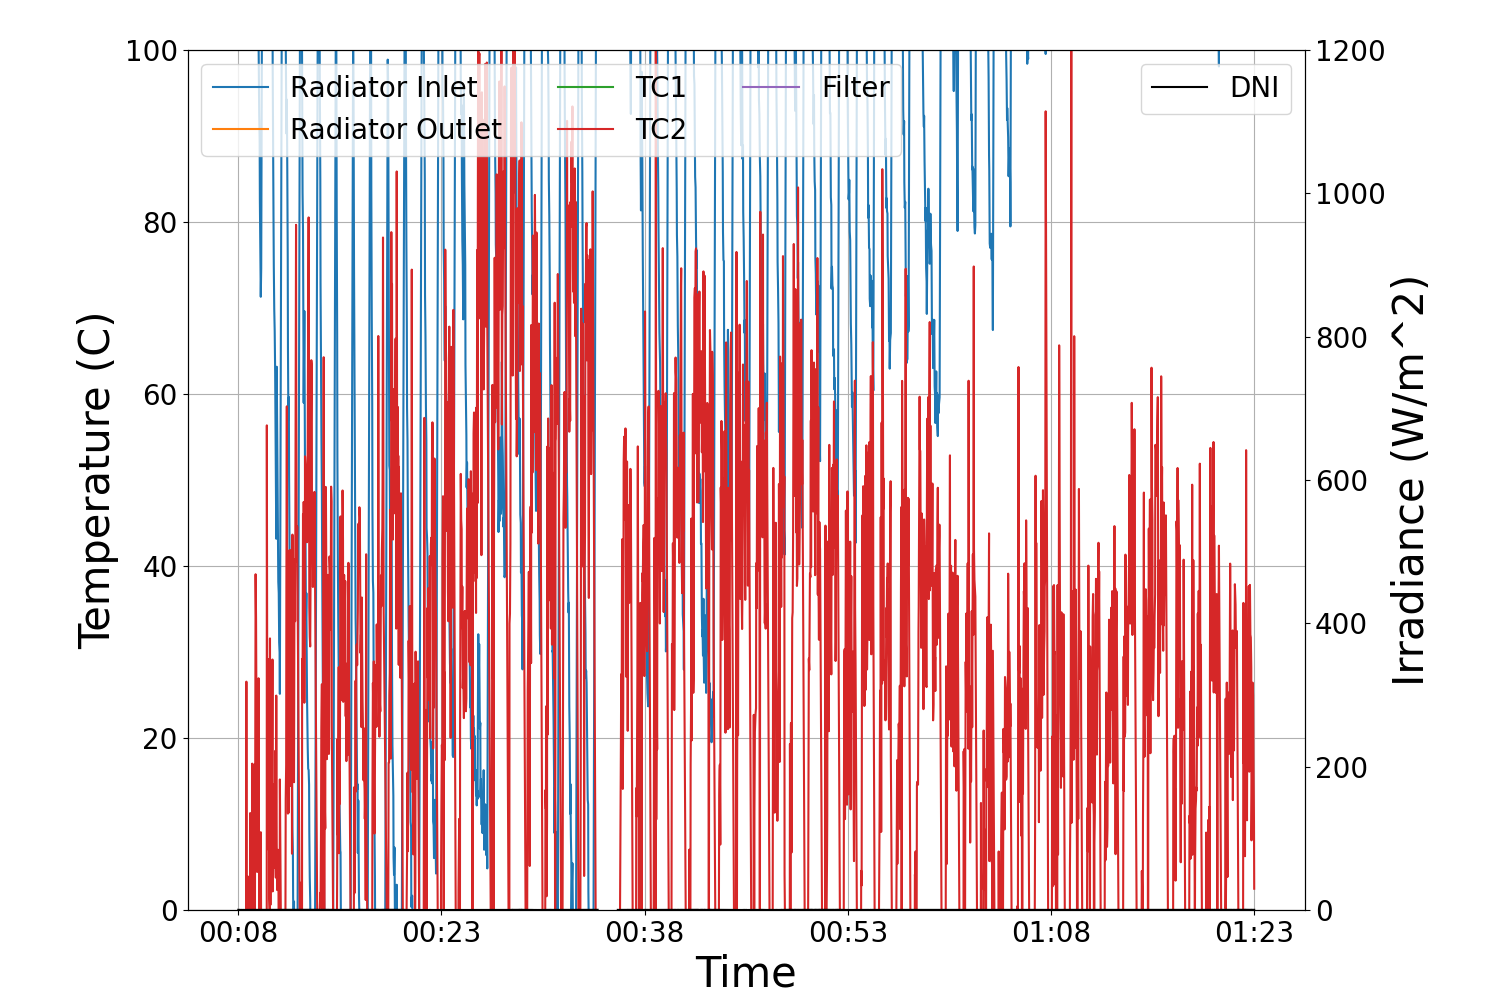 100
80
60
40
20
0
Temperature (C)
Radiator Inlet
Radiator Outlet
TC1
TC2
Filter
DNI
1200
1000
800
600
400
200
0
Irradiance (W/m^2)
00:08
00:23
00:38
00:53
01:08
01:23
Time